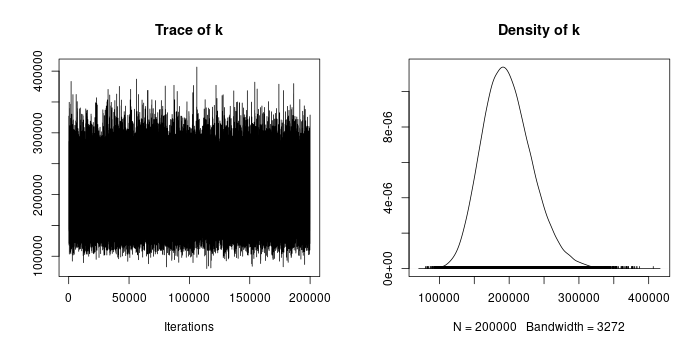 Trace of k
400000
300000
200000
100000
0 50000 100000 150000 200000
Iterations
Density of k
8e-06
4e-06
0e+00
100000 200000 300000 400000
N = 200000 Bandwidth = 3272